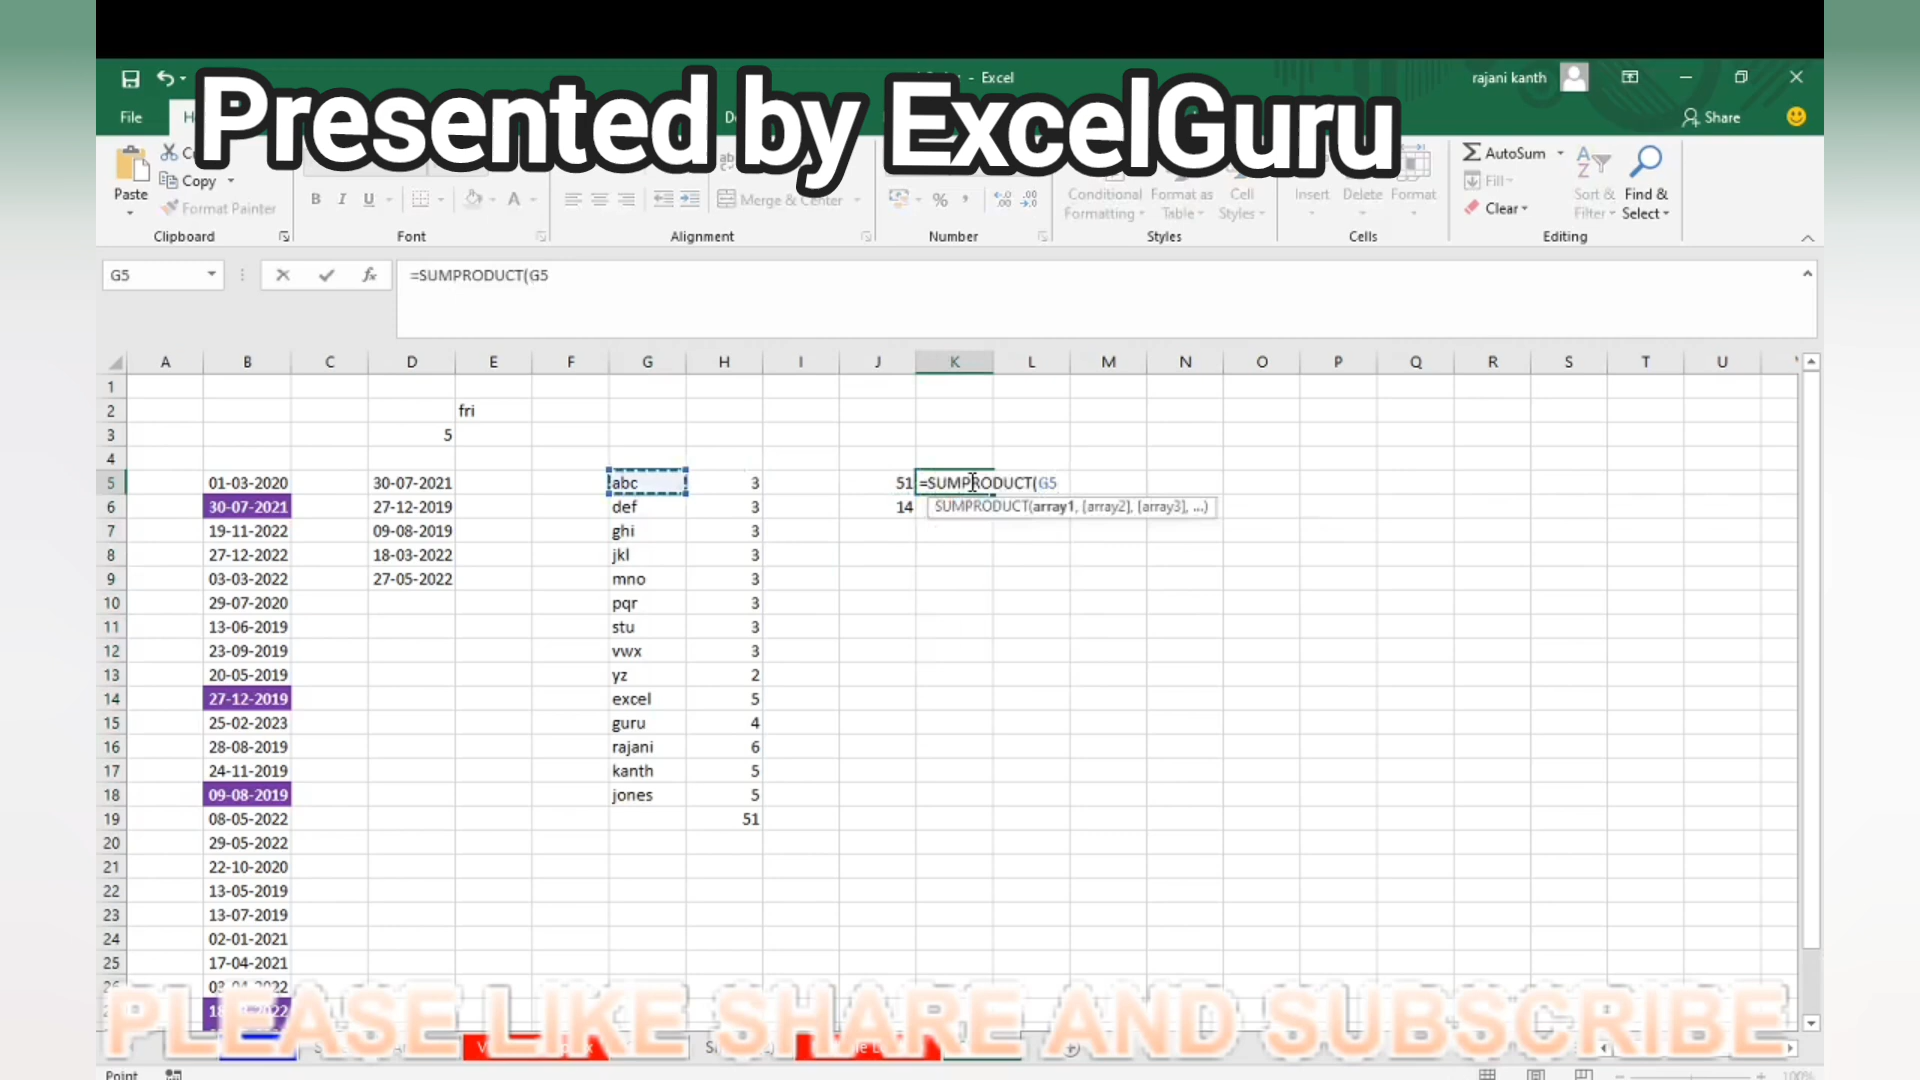 Presented by ExcelGuru
- Excel
rajani kanth
File
Share
Paste
Copy
Format Painter
Clipboard
B I U
Font
Merge & Center
Alignment
%
Number
Conditional Formatting
Format as Table
Cell Styles
Styles
Insert
Delete
Format
Cells
AutoSum
Fill
Clear
Sort & Filter
Find & Select
Editing
G5
fx
=SUMPRODUCT(G5
A B C D E F G H I J K L M N O P Q R S T U
1
2 fri
3 5
4
5 01-03-2020 30-07-2021 abc 3 51 =SUMPRODUCT(G5
6 30-07-2021 27-12-2019 def 3 14 SUMPRODUCT(array1, [array2], [array3], ...)
7 19-11-2022 09-08-2019 ghi 3
8 27-12-2022 18-03-2022 jkl 3
9 03-03-2022 27-05-2022 mno 3
10 29-07-2020 pqr 3
11 13-06-2019 stu 3
12 23-09-2019 vwx 3
13 20-05-2019 yz 2
14 27-12-2019 excel 5
15 25-02-2023 guru 4
16 28-08-2019 rajani 6
17 24-11-2019 kanth 5
18 09-08-2019 jones 5
19 08-05-2022 51
20 29-05-2022
21 22-10-2020
22 13-05-2019
23 13-07-2019
24 02-01-2021
25 17-04-2021
PLEASE LIKE SHARE AND SUBSCRIBE
Point
100%